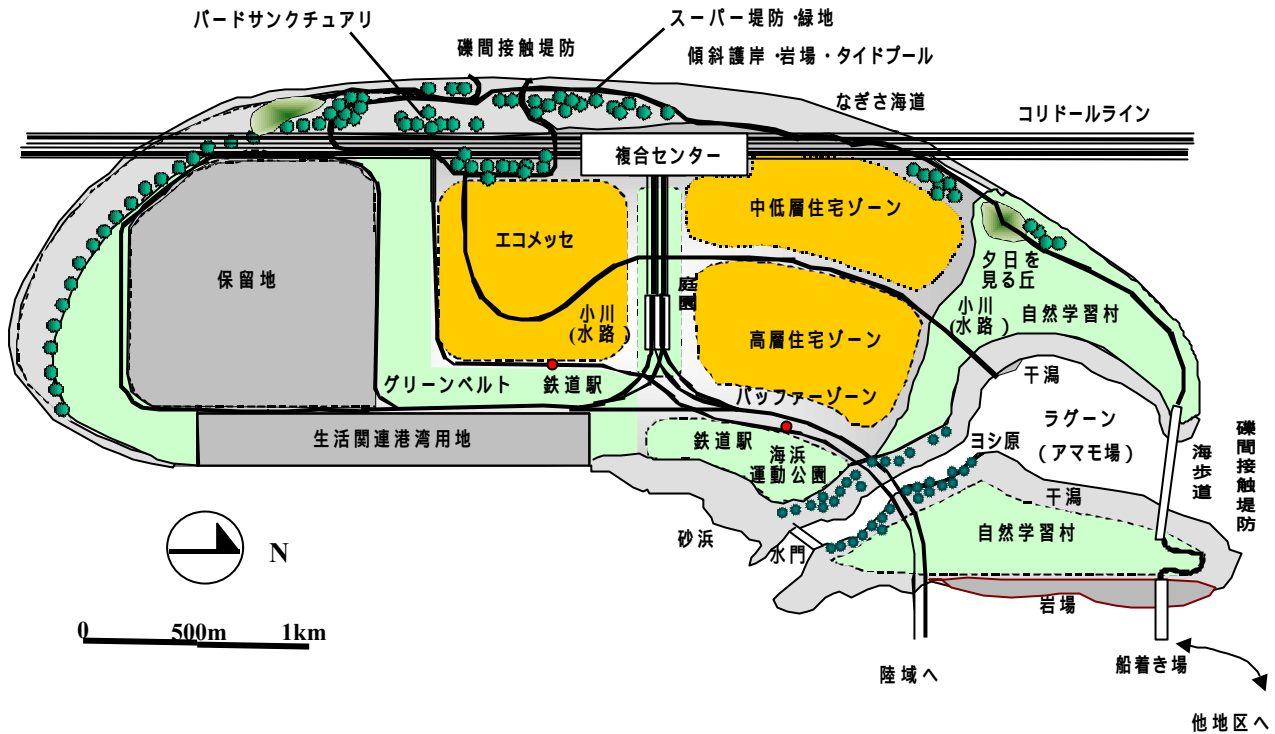 バードサンクチュアリ
スーパー堤防・緑地
礫間接触堤防
傾斜護岸・岩場・タイドプール
なぎさ海道
コリドールライン
複合センター
中低層住宅ゾーン
エコメッセ
保留地
庭園
夕日を
見る丘
小川
(水路)
自然学習村
小川
(水路)
高層住宅ゾーン
干潟
グリーンベルト
鉄道駅
バッファーゾーン
ラグーン
(アマモ場)
生活関連港湾用地
鉄道駅
海浜
運動公園
ヨシ原
海歩道
礫間接触堤防
干潟
砂浜
水門
自然学習村
N
岩場
0 500m 1km
陸域へ
船着き場
他地区へ